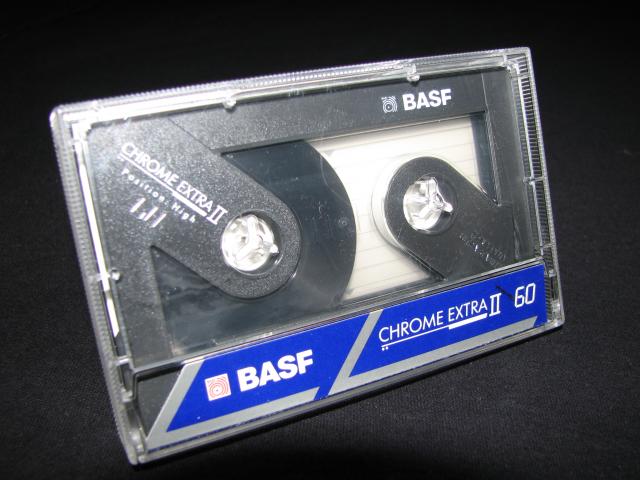 BASF
CHROME EXTRA II
Position: High
BASF
CHROME EXTRA II 60